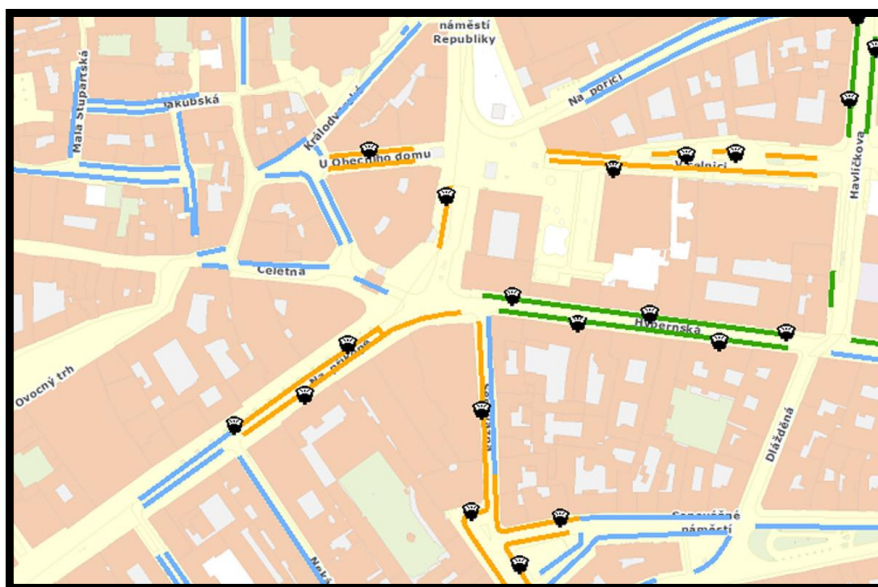 náměstí
Republiky
Na poříčí
Malá Štupartská
Jakubská
Králodvorská
U Obecního domu
V Celnici
Havlíčkova
Celetná
Hybernská
Ovocný trh
Na příkopě
Dlážděná
Senovážné
náměstí